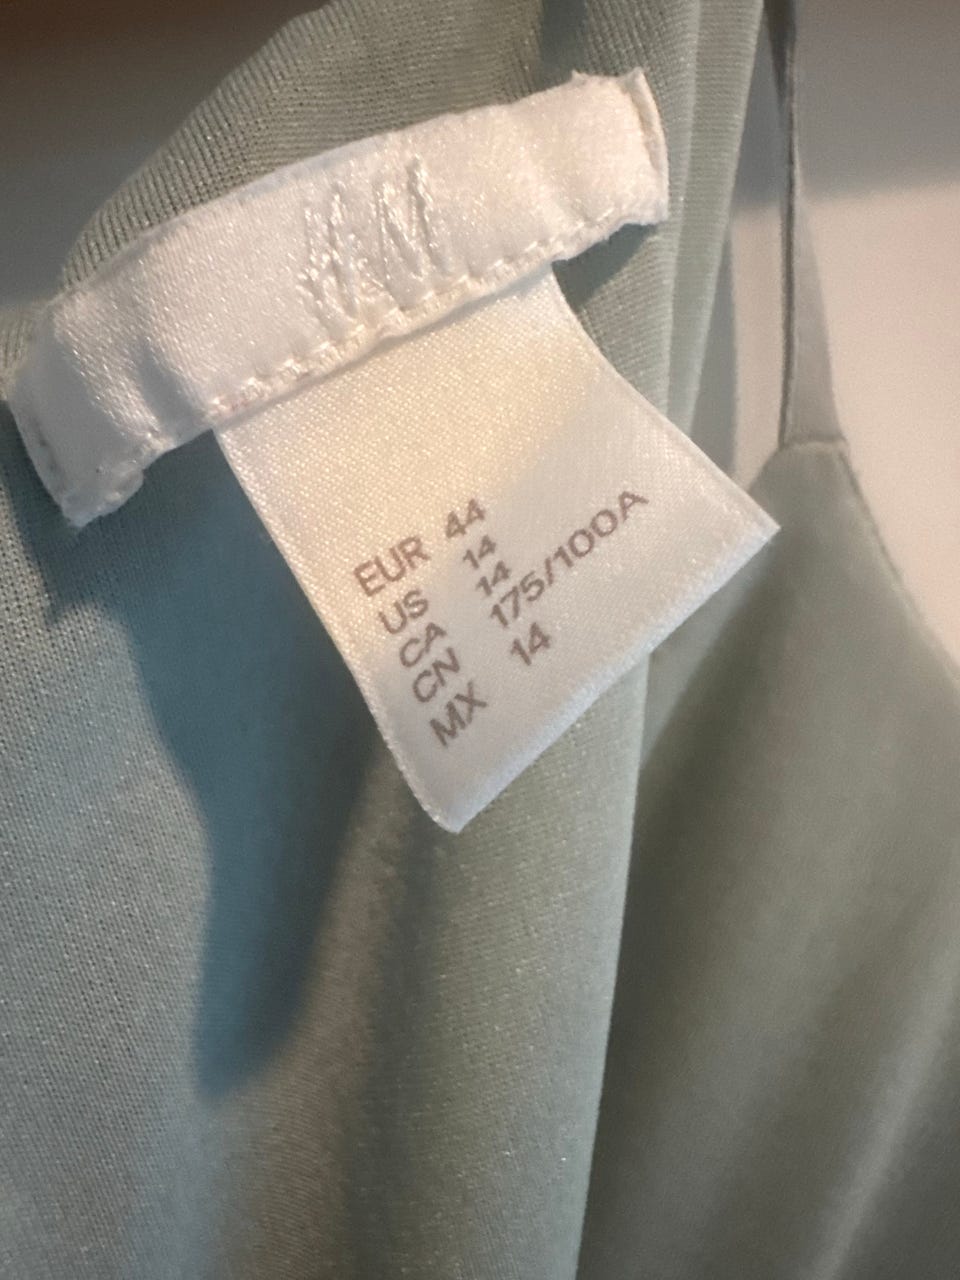 H&M
EUR 44
US 14
CA 14
CN 175/100A
MX 14